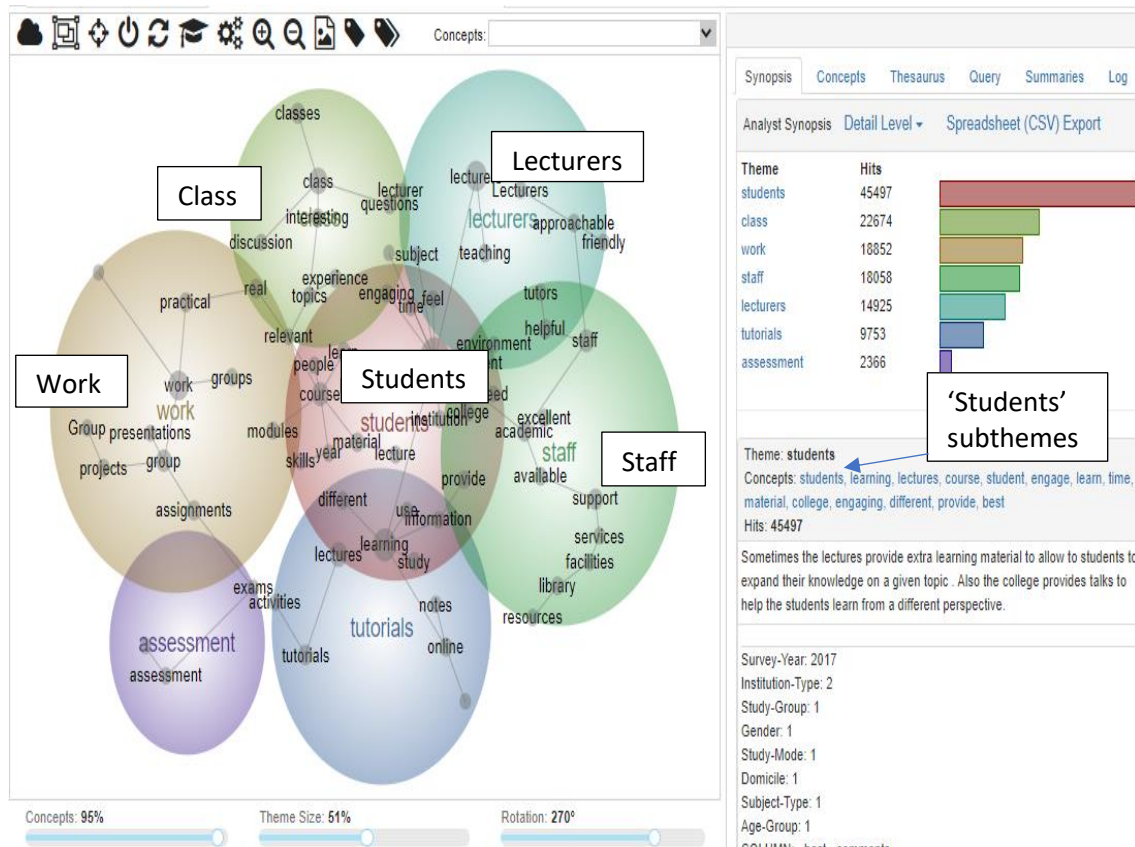 Concepts:
classes
class
Class
Lecturers
lecturer
questions
interesting
discussion
lecturers
Lecturers
lecturers
approachable
friendly
teaching
subject
experience
topics
real
practical
relevant
engaging
time
feel
tutors
helpful
staff
environment
people
learn
course
Students
students
institution
college
Work
work
work
groups
Group
presentations
projects
group
modules
skills
year
material
lecture
excellent
academic
staff
Staff
available
support
services
facilities
library
resources
provide
different
use
information
learning
study
lectures
assignments
exams
activities
assessment
assessment
tutorials
tutorials
notes
online
Concepts: 95%
Theme Size: 51%
Rotation: 270°
Synopsis Concepts Thesaurus Query Summaries Log
Analyst Synopsis Detail Level Spreadsheet (CSV) Export
Theme Hits
students 45497
class 22674
work 18852
staff 18058
lecturers 14925
tutorials 9753
assessment 2366
‘Students’
subthemes
Theme: students
Concepts: students, learning, lectures, course, student, engage, learn, time,
material, college, engaging, different, provide, best
Hits: 45497
Sometimes the lectures provide extra learning material to allow to students to
expand their knowledge on a given topic . Also the college provides talks to
help the students learn from a different perspective.
Survey-Year: 2017
Institution-Type: 2
Study-Group: 1
Gender: 1
Study-Mode: 1
Domicile: 1
Subject-Type: 1
Age-Group: 1